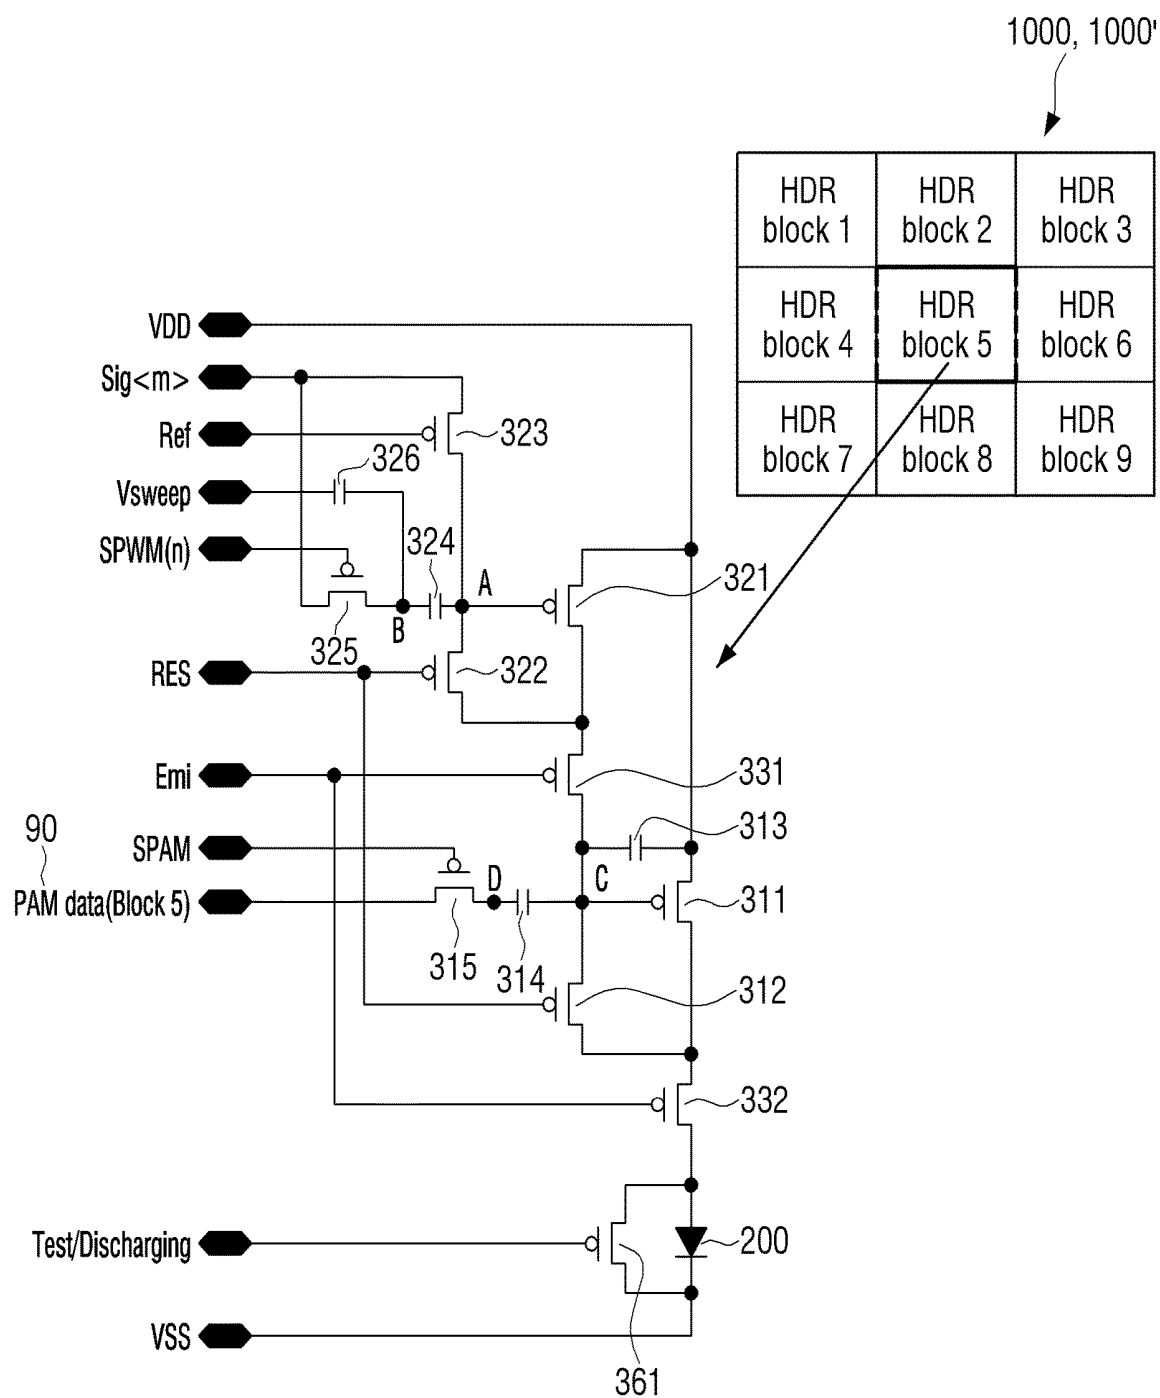 1000, 1000'
HDR
block 1
HDR
block 2
HDR
block 3
HDR
block 4
HDR
block 5
HDR
block 6
HDR
block 7
HDR
block 8
HDR
block 9
VDD
Sig<m>
Ref
323
326
Vsweep
324
SPWM(n)
A
321
B
325
RES
322
Emi
331
313
90
SPAM
D
C
PAM data(Block 5)
311
315
314
312
332
Test/Discharging
200
VSS
361